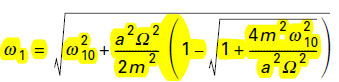 ω₁ = √(ω₁₀² + a²Ω²/2m² (1 − √(1 + 4m²ω₁₀²/a²Ω²)))